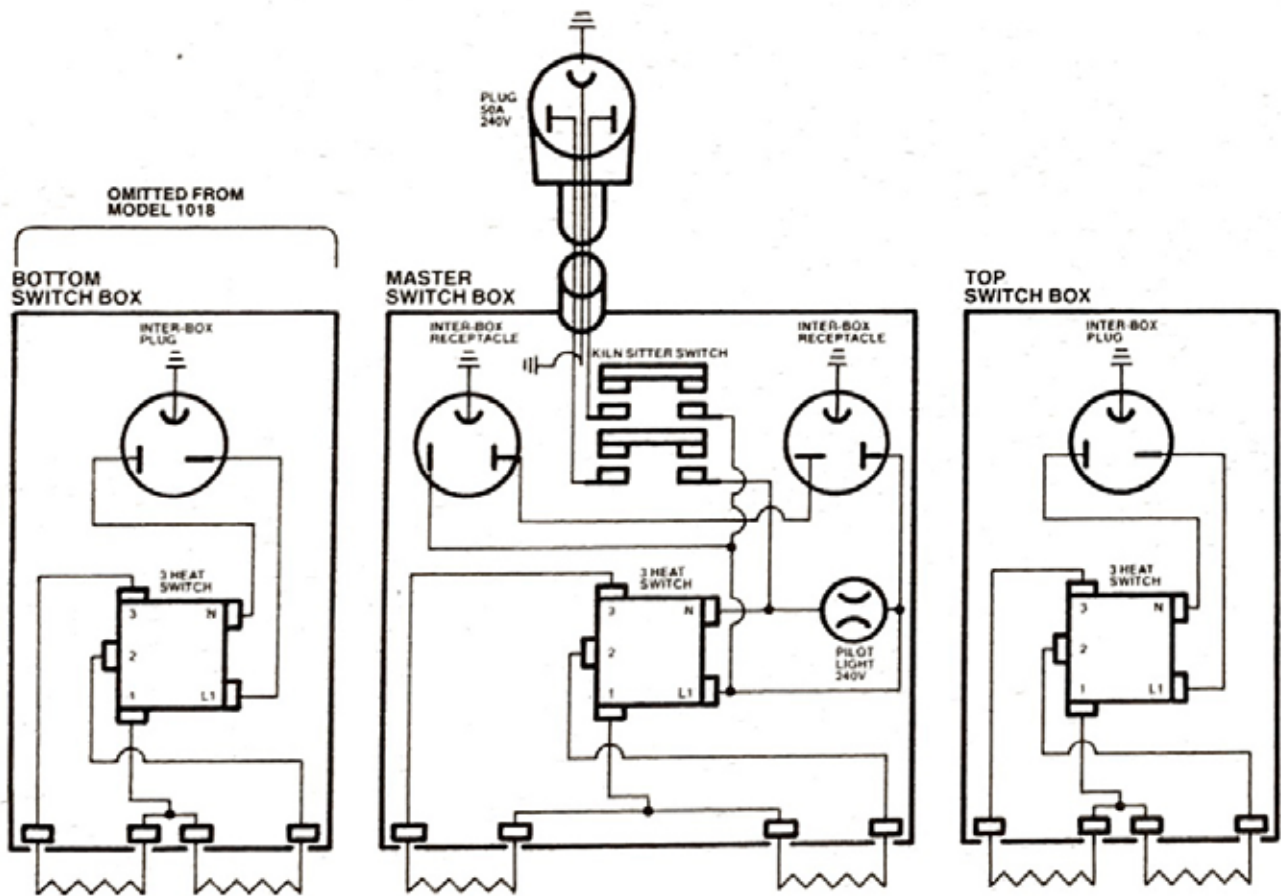 PLUG
50A
240V
OMITTED FROM
MODEL 1018
BOTTOM
SWITCH BOX
INTER-BOX
PLUG
3 HEAT
SWITCH
3
N
2
1
L1
MASTER
SWITCH BOX
INTER-BOX
RECEPTACLE
KILN SITTER SWITCH
INTER-BOX
RECEPTACLE
3 HEAT
SWITCH
3
N
2
1
L1
PILOT
LIGHT
240V
TOP
SWITCH BOX
INTER-BOX
PLUG
3 HEAT
SWITCH
3
N
2
1
L1